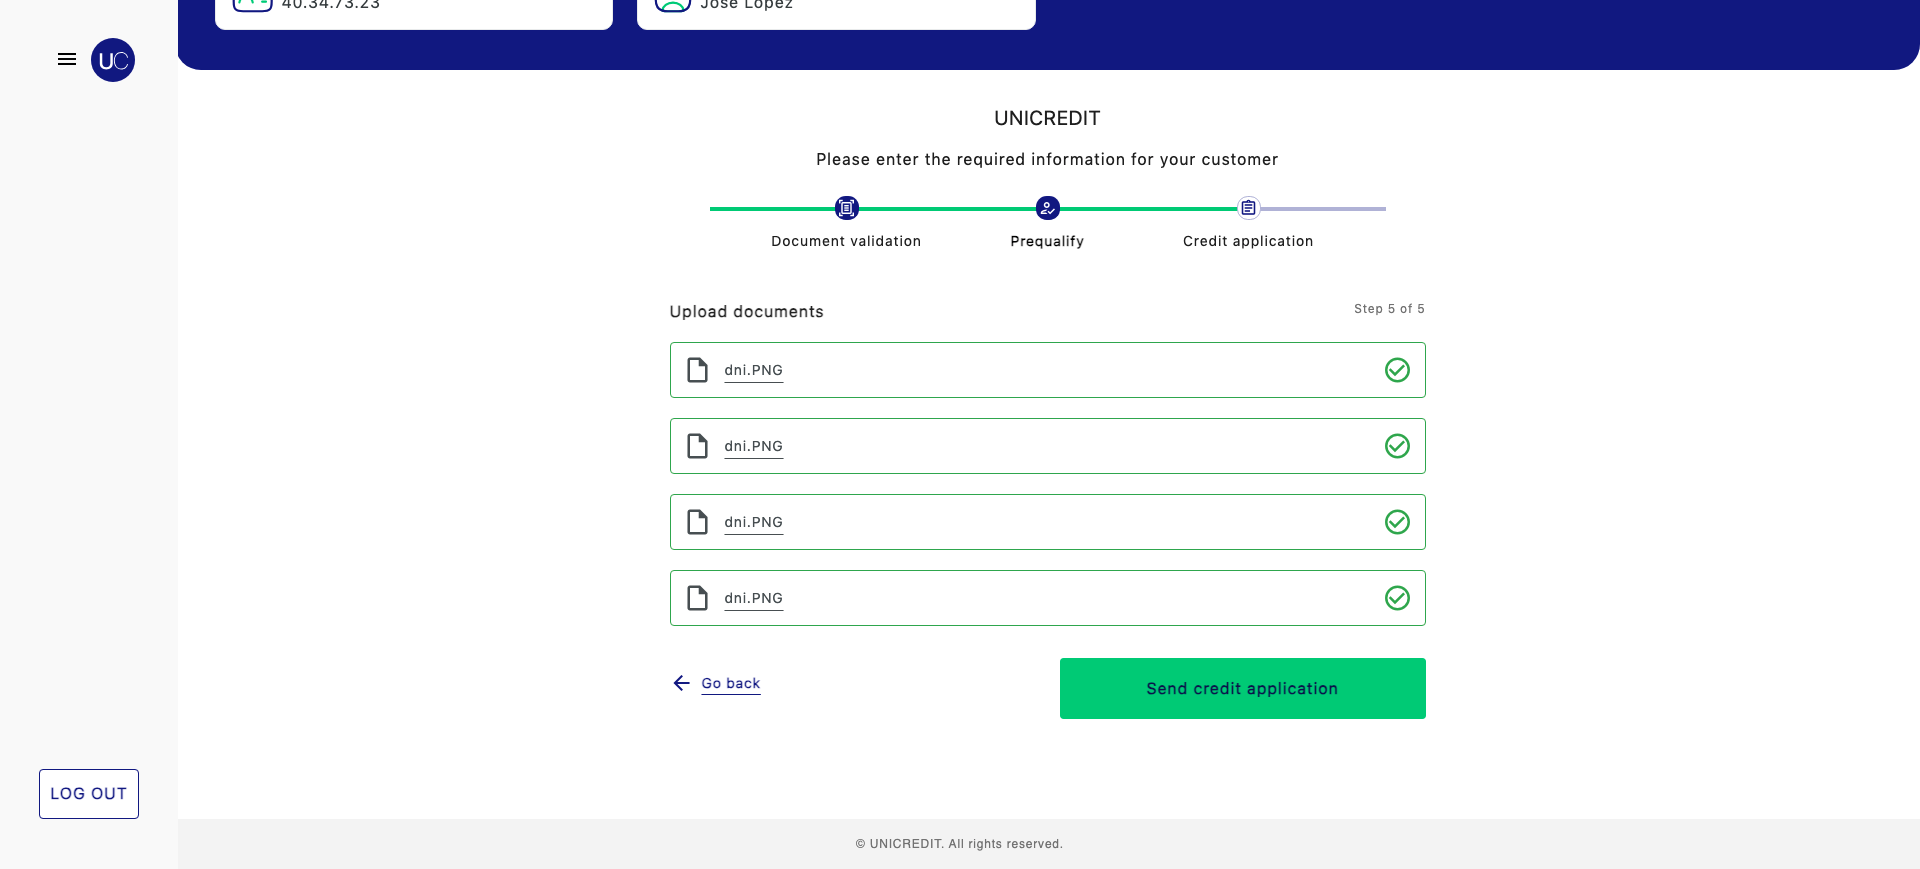 40.34.73.23
José López
UC
UNICREDIT
Please enter the required information for your customer
Document validation
Prequalify
Credit application
Upload documents
Step 5 of 5
dni.PNG
dni.PNG
dni.PNG
dni.PNG
Go back
Send credit application
LOG OUT
© UNICREDIT. All rights reserved.